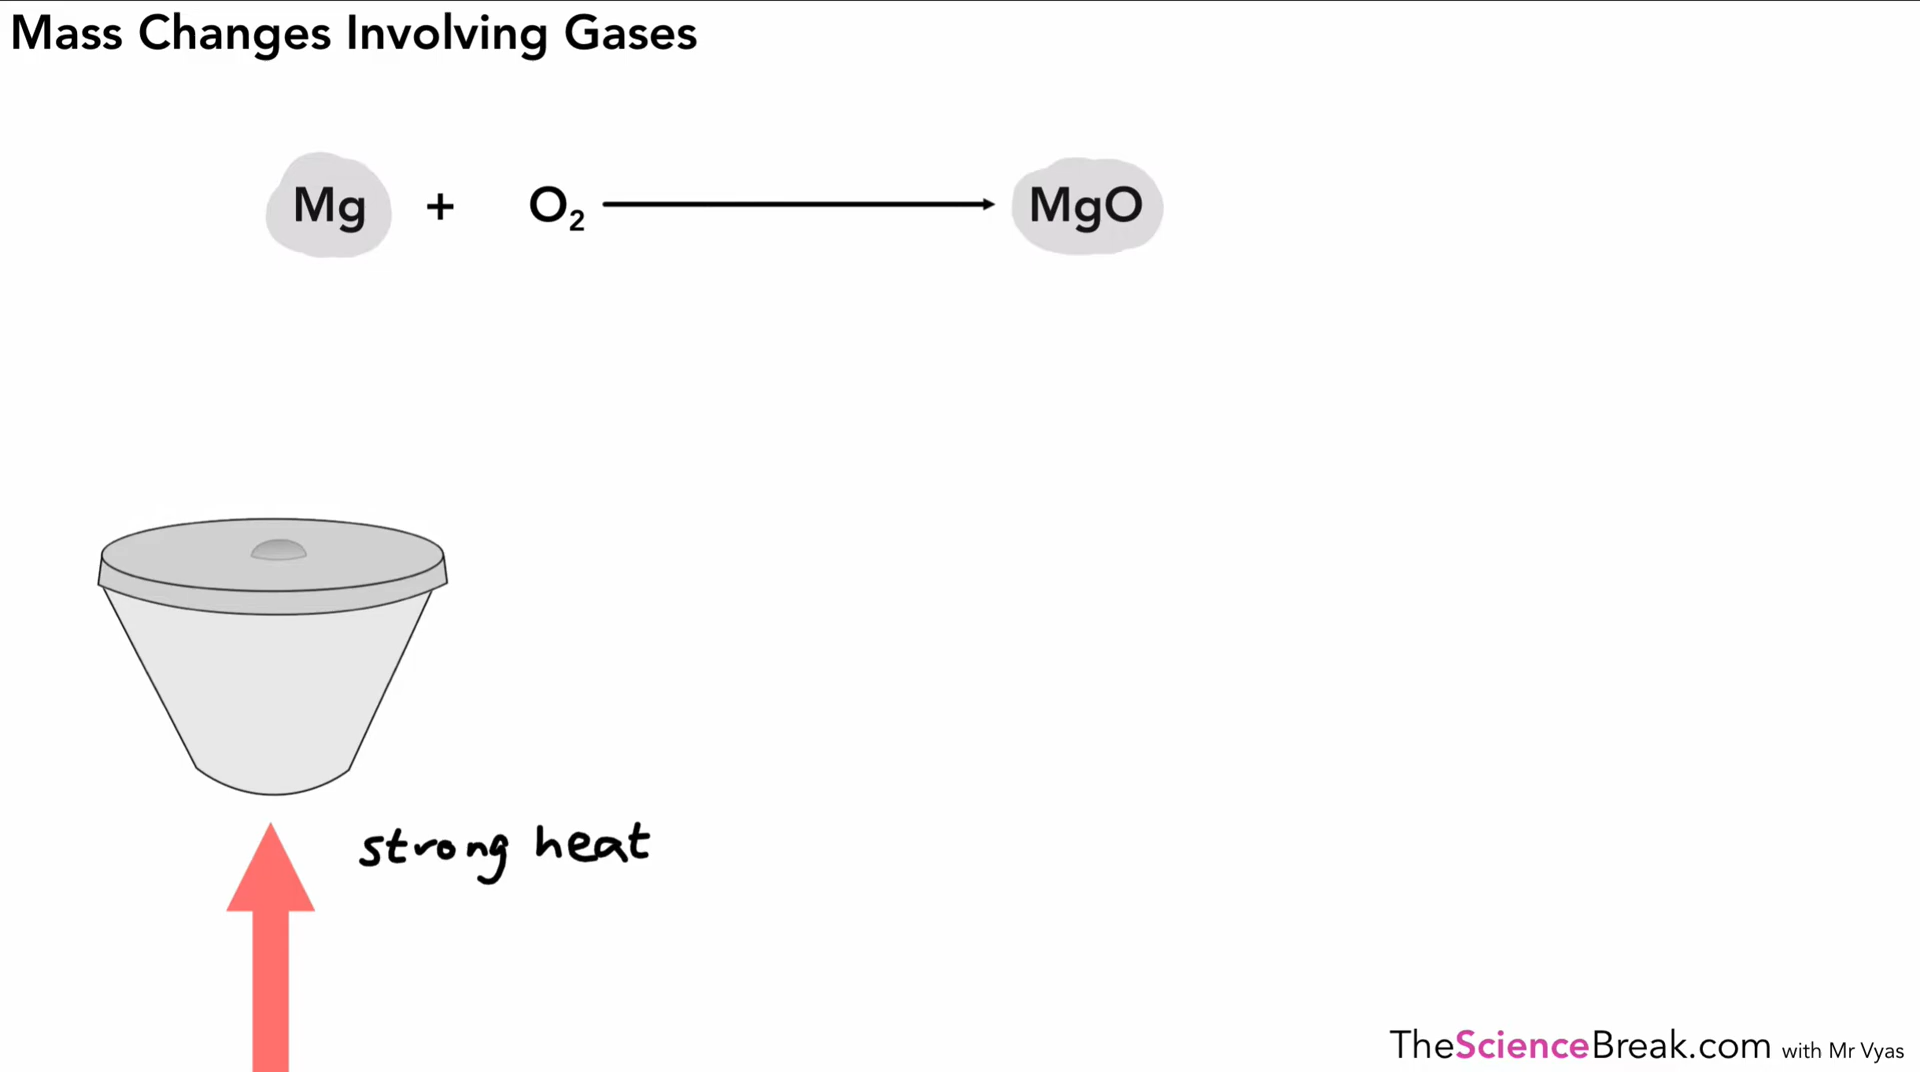 Mass Changes Involving Gases
Mg + O₂ → MgO
strong heat
TheScienceBreak.com with Mr Vyas